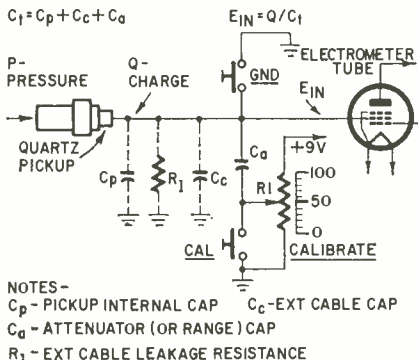 Ct = Cp + Cc + Ca
EIN = Q/Ct
P-
PRESSURE
Q-
CHARGE
GND
ELECTROMETER
TUBE
EIN
QUARTZ
PICKUP
Cp
R1
Cc
Ca
+9V
R1
100
50
0
CAL
CALIBRATE
NOTES-
Cp - PICKUP INTERNAL CAP
Cc - EXT CABLE CAP
Ca - ATTENUATOR (OR RANGE) CAP
R1 - EXT CABLE LEAKAGE RESISTANCE